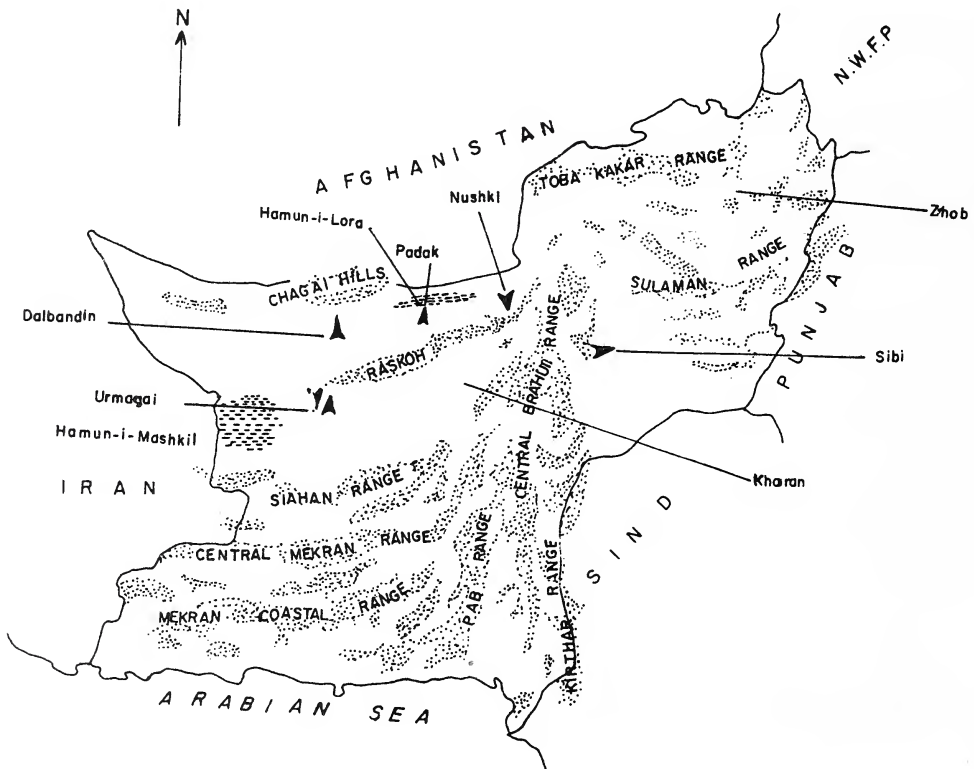 N
N.W.F.P
AFGHANISTAN
TOBA KAKAR RANGE
Nushki
Zhob
Hamun-i-Lora
Padak
CHAGAI HILLS
SULAMAN RANGE
PUNJAB
Dalbandin
RASKOH
CENTRAL BRAHUI RANGE
Sibi
Urmagai
Hamun-i-Mashkil
IRAN
SIAHAN RANGE
Kharan
SIND
CENTRAL MEKRAN RANGE
PAB RANGE
KIRTHAR RANGE
MEKRAN COASTAL RANGE
ARABIAN SEA